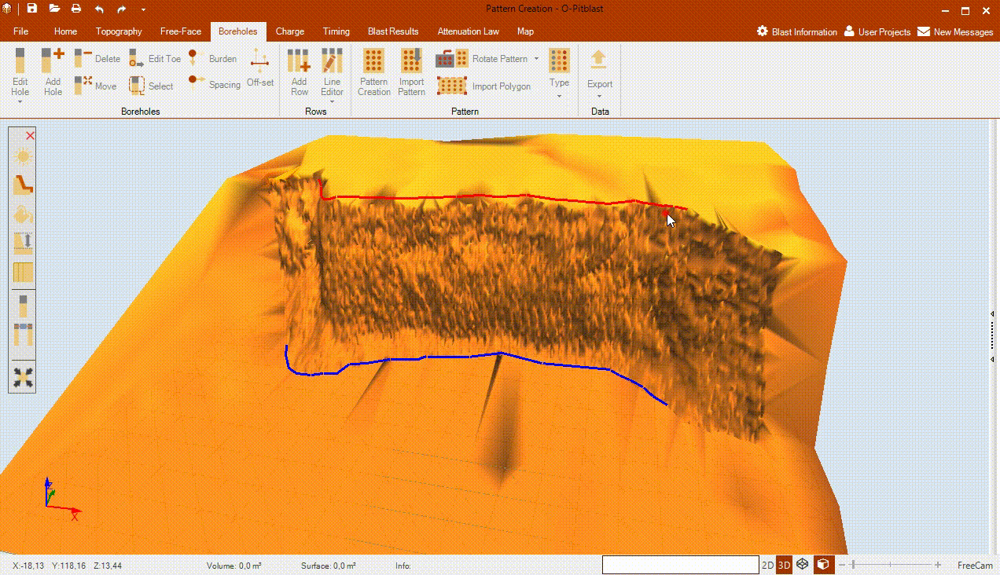 Pattern Creation - O-Pitblast
File Home Topography Free-Face Boreholes Charge Timing Blast Results Attenuation Law Map Blast Information User Projects New Messages
Edit Hole
Add Hole
Delete
Move
Edit Toe
Select
Burden
Spacing
Off-set
Boreholes
Add Row
Line Editor
Rows
Pattern Creation
Import Pattern
Rotate Pattern
Import Polygon
Type
Pattern
Export
Data
Z
X
X:-18,13 Y:118,16 Z:13,44 Volume: 0,0 m³ Surface: 0,0 m² Info: 2D 3D FreeCam